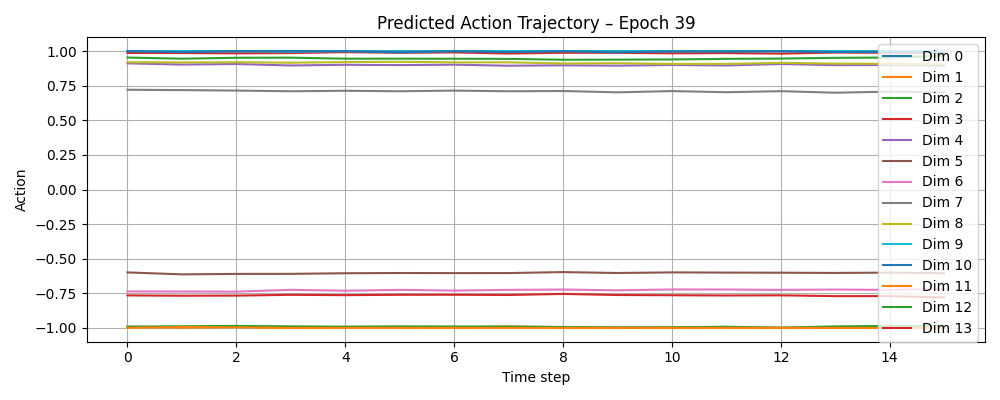 Predicted Action Trajectory – Epoch 39
Action
1.00
0.75
0.50
0.25
0.00
−0.25
−0.50
−0.75
−1.00
0 2 4 6 8 10 12 14
Time step
Dim 0
Dim 1
Dim 2
Dim 3
Dim 4
Dim 5
Dim 6
Dim 7
Dim 8
Dim 9
Dim 10
Dim 11
Dim 12
Dim 13